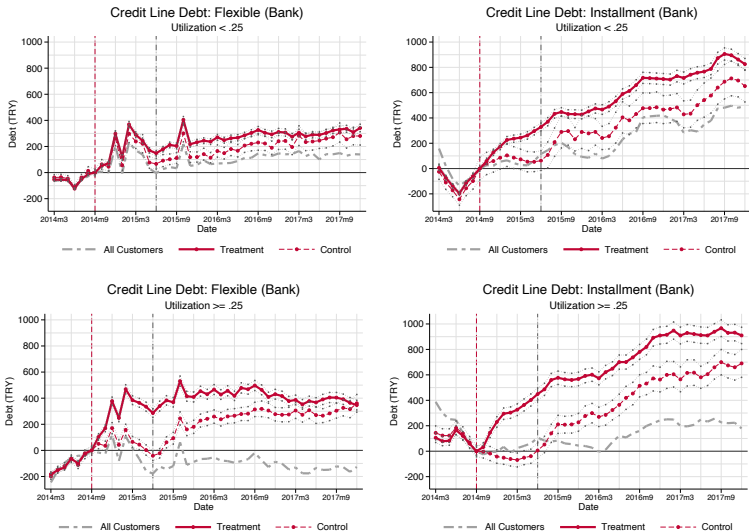 Credit Line Debt: Flexible (Bank)
Utilization < .25
1000
800
600
400
200
0
-200
Debt (TRY)
2014m3 2014m9 2015m3 2015m9 2016m3 2016m9 2017m3 2017m9
Date
All Customers Treatment Control
Credit Line Debt: Installment (Bank)
Utilization < .25
1000
800
600
400
200
0
-200
Debt (TRY)
2014m3 2014m9 2015m3 2015m9 2016m3 2016m9 2017m3 2017m9
Date
All Customers Treatment Control
Credit Line Debt: Flexible (Bank)
Utilization >= .25
1000
800
600
400
200
0
-200
Debt (TRY)
2014m3 2014m9 2015m3 2015m9 2016m3 2016m9 2017m3 2017m9
Date
All Customers Treatment Control
Credit Line Debt: Installment (Bank)
Utilization >= .25
1000
800
600
400
200
0
-200
Debt (TRY)
2014m3 2014m9 2015m3 2015m9 2016m3 2016m9 2017m3 2017m9
Date
All Customers Treatment Control